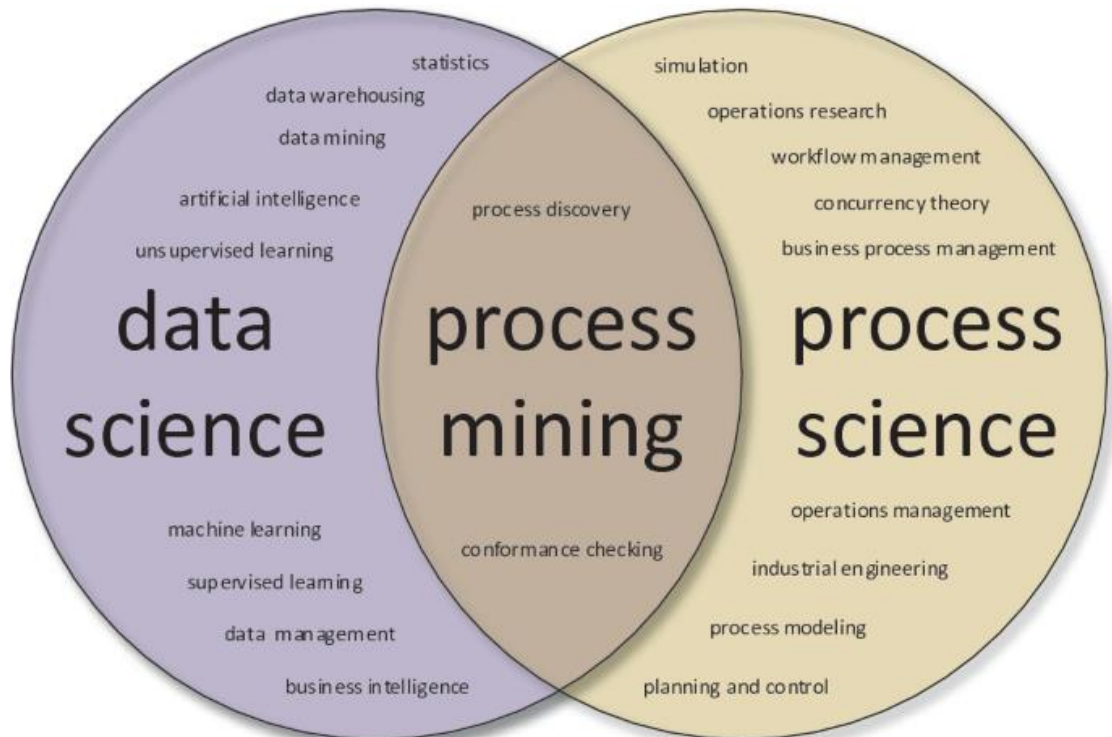 statistics
data warehousing
data mining
artificial intelligence
unsupervised learning
data
science
machine learning
supervised learning
data management
business intelligence
process discovery
process
mining
conformance checking
simulation
operations research
workflow management
concurrency theory
business process management
process
science
operations management
industrial engineering
process modeling
planning and control